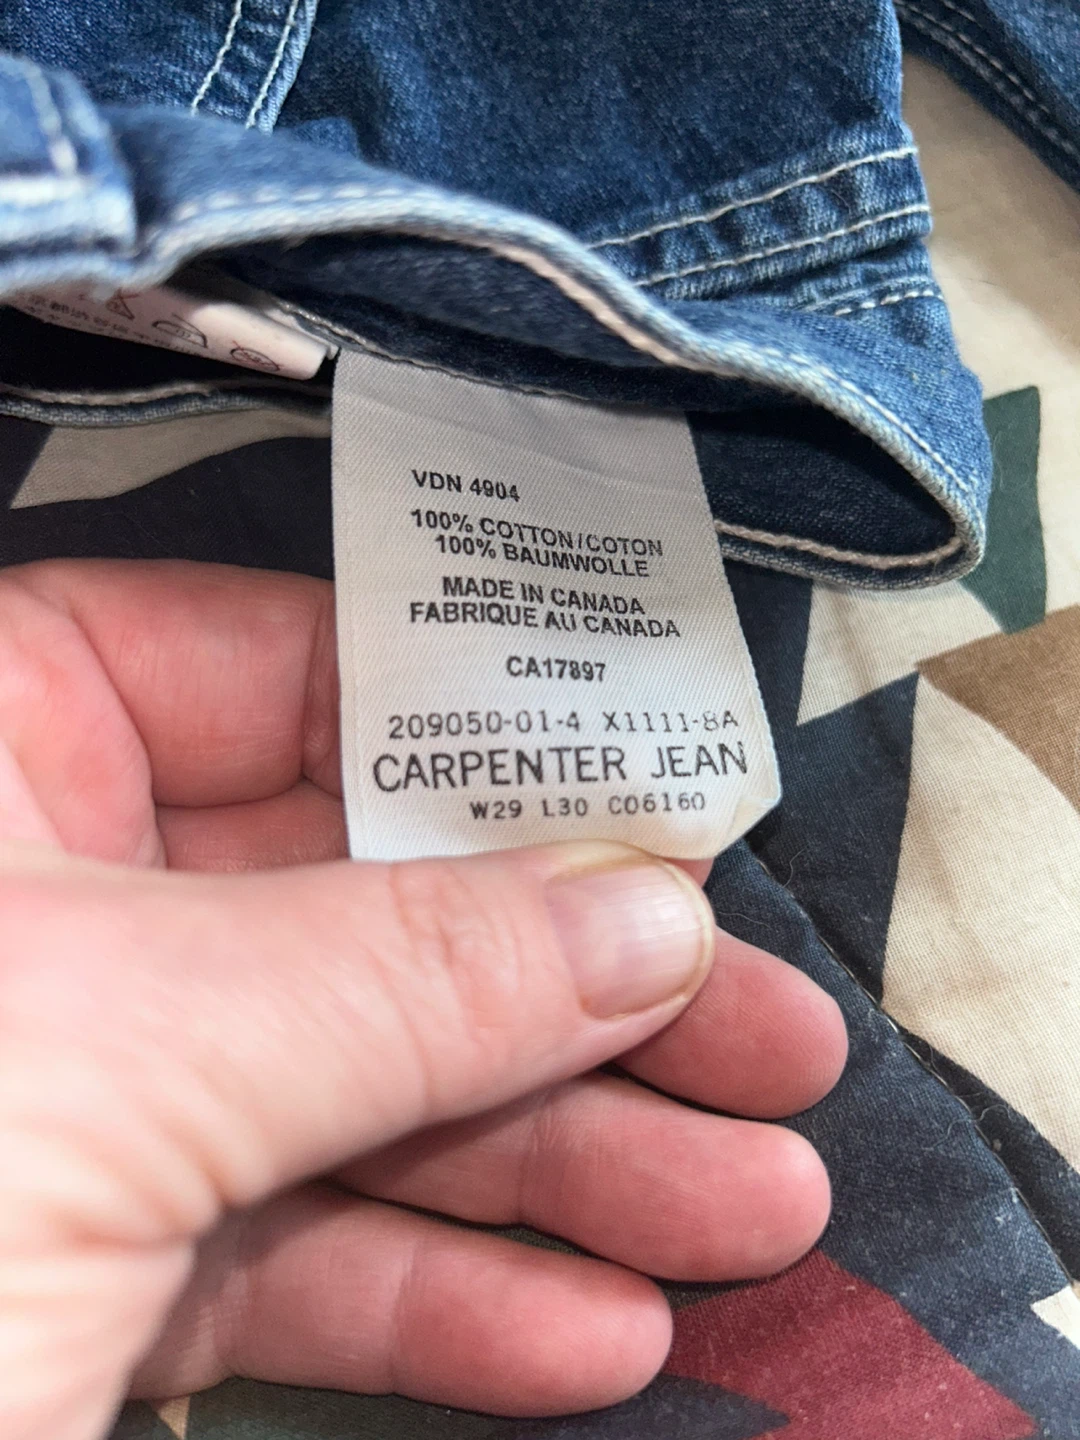 VDN 4904
100% COTTON/COTON
100% BAUMWOLLE
MADE IN CANADA
FABRIQUE AU CANADA
CA17897
209050-01-4 X1111-8A
CARPENTER JEAN
W29 L30 C06160